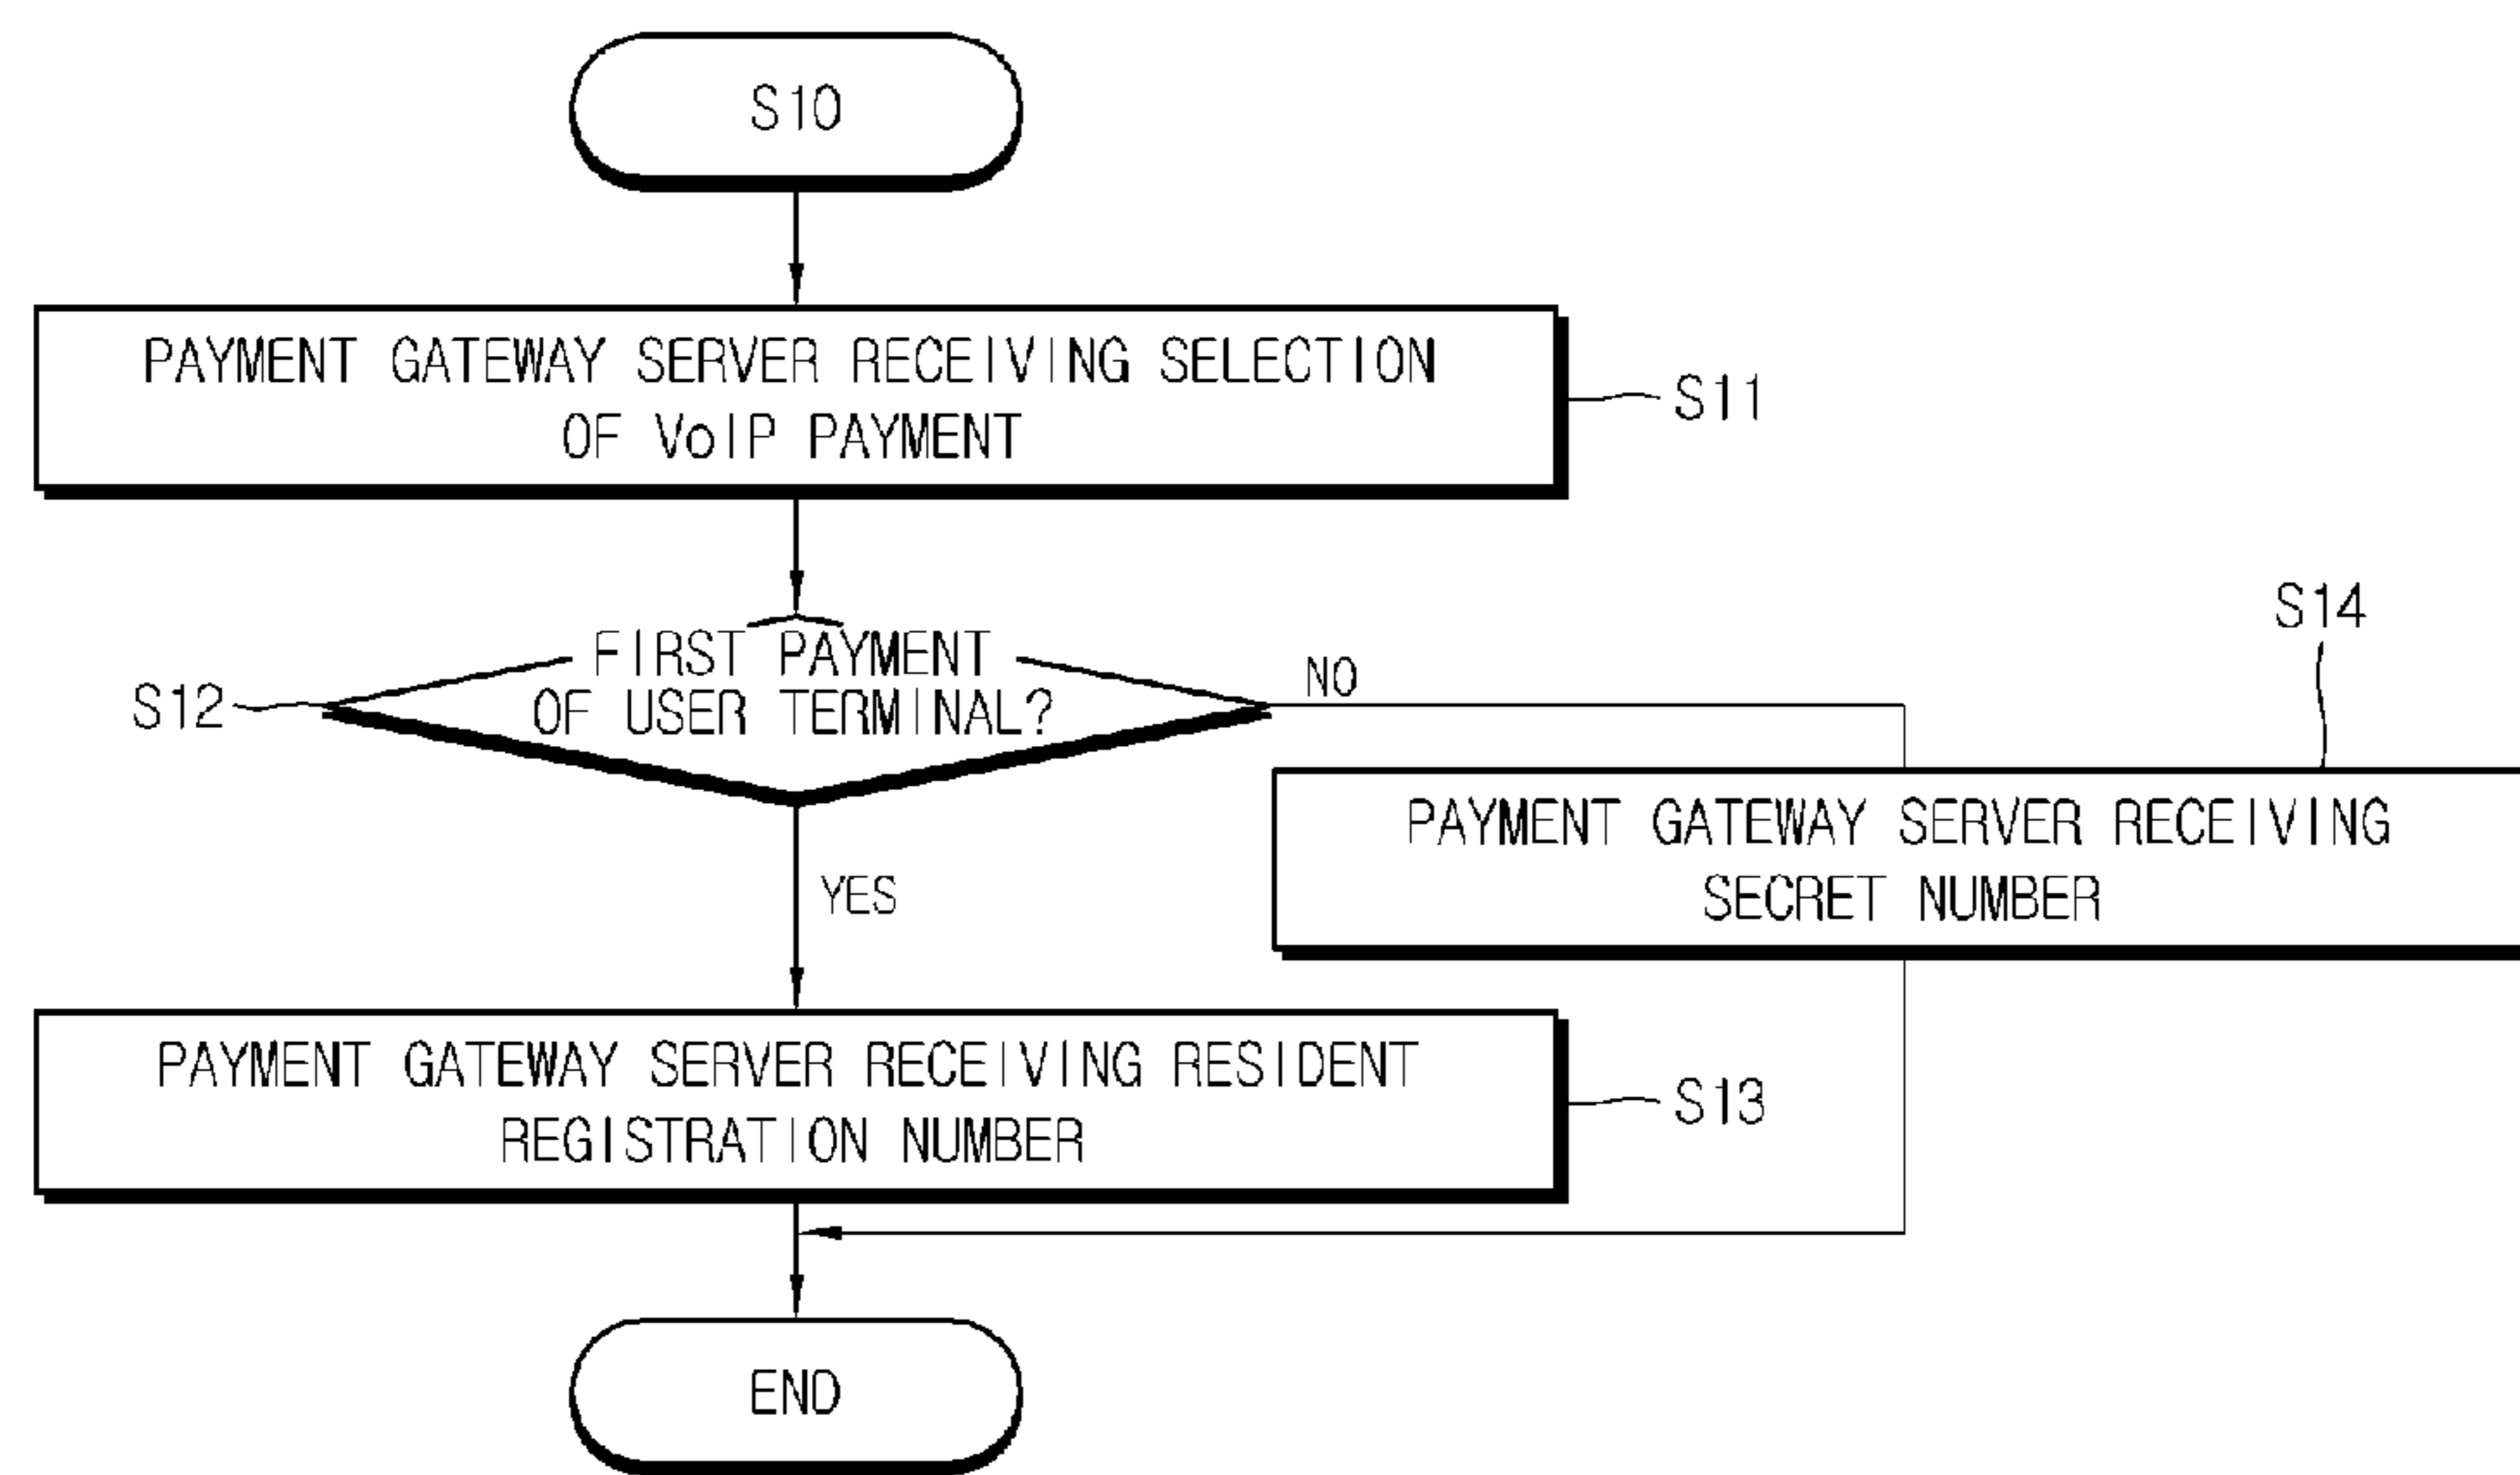 S10
PAYMENT GATEWAY SERVER RECEIVING SELECTION
OF VoIP PAYMENT
S11
FIRST PAYMENT
OF USER TERMINAL?
S12
NO
S14
PAYMENT GATEWAY SERVER RECEIVING
SECRET NUMBER
YES
PAYMENT GATEWAY SERVER RECEIVING RESIDENT
REGISTRATION NUMBER
S13
END